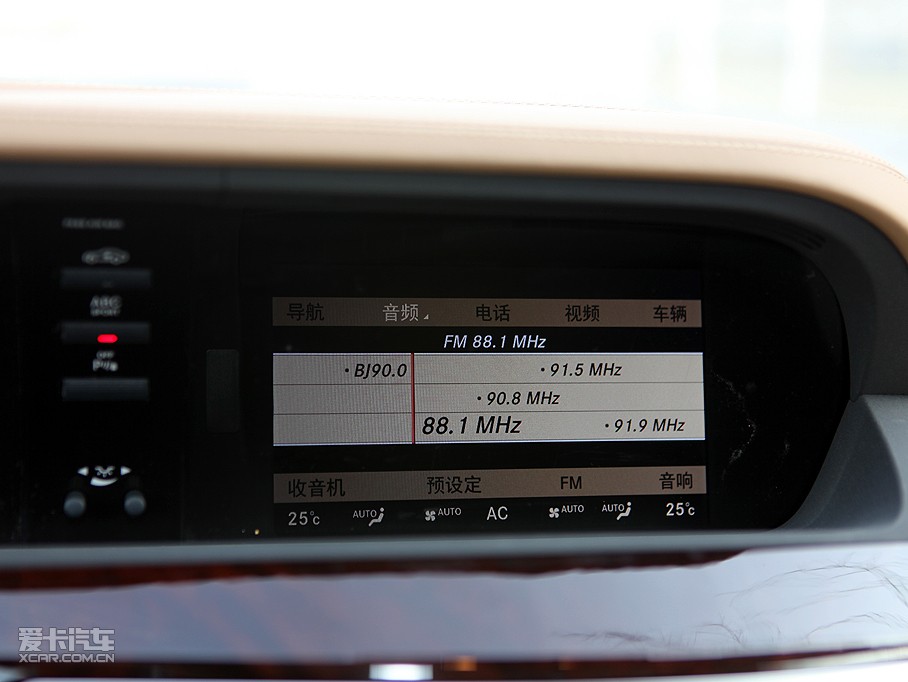 导航 音频 电话 视频 车辆
FM 88.1 MHz
·BJ90.0 ·91.5 MHz
·90.8 MHz
88.1 MHz ·91.9 MHz
收音机 预设定 FM 音响
25°c AUTO AUTO AC AUTO AUTO 25°c
ABC
OFF
爱卡汽车
XCAR.COM.CN